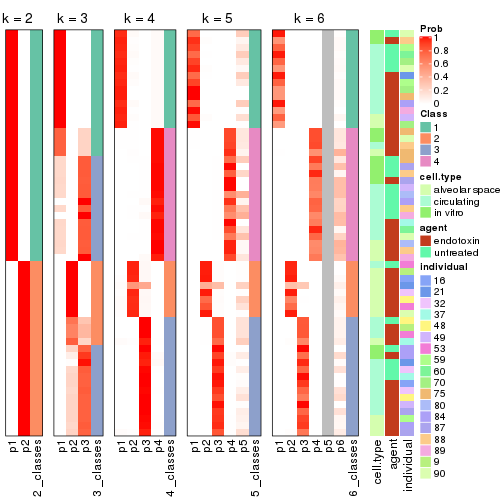 k = 2
k = 3
k = 4
k = 5
k = 6
p1
p2
2_classes
p1
p2
p3
3_classes
p1
p2
p3
p4
4_classes
p1
p2
p3
p4
p5
5_classes
p1
p2
p3
p4
p5
p6
6_classes
cell.type
agent
individual
Prob
1
0.8
0.6
0.4
0.2
0
Class
1
2
3
4
cell.type
alveolar space
circulating
in vitro
agent
endotoxin
untreated
individual
16
21
32
37
48
49
53
59
60
70
75
80
84
87
88
89
9
90